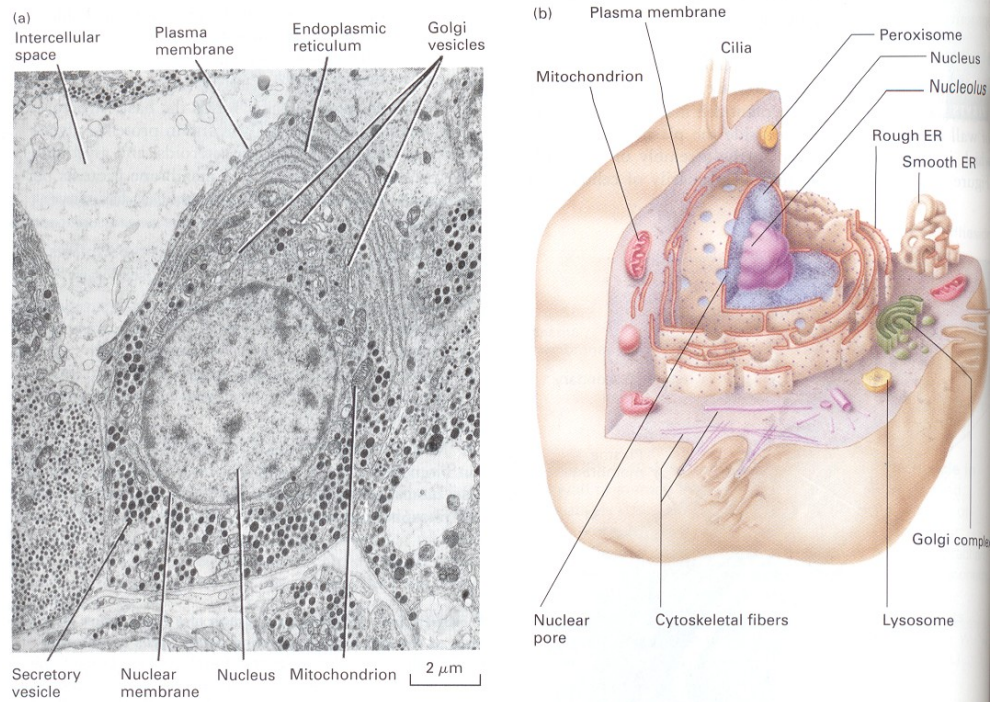 (a)
Intercellular
space
Plasma
membrane
Endoplasmic
reticulum
Golgi
vesicles
Secretory
vesicle
Nuclear
membrane
Nucleus
Mitochondrion
2 μm
(b)
Plasma membrane
Cilia
Mitochondrion
Peroxisome
Nucleus
Nucleolus
Rough ER
Smooth ER
Nuclear
pore
Cytoskeletal fibers
Lysosome
Golgi comple